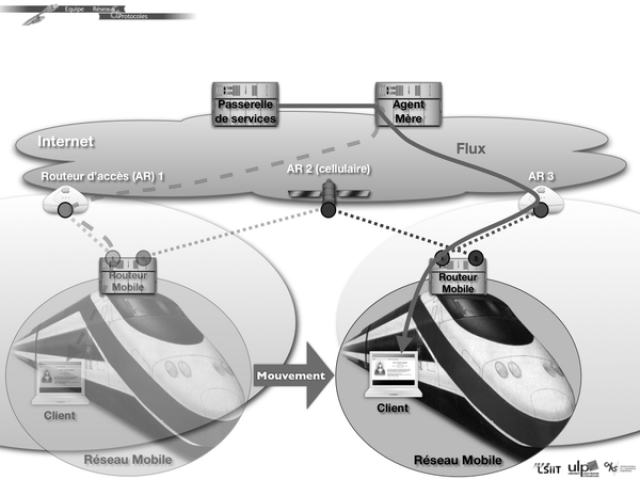 Equipe Réseaux
Protocoles
Passerelle
de services
Agent
Mère
Internet
Flux
Routeur d'accès (AR) 1
AR 2 (cellulaire)
AR 3
Routeur
Mobile
Routeur
Mobile
Mouvement
Client
Client
Réseau Mobile
Réseau Mobile
LSIIT
ulp